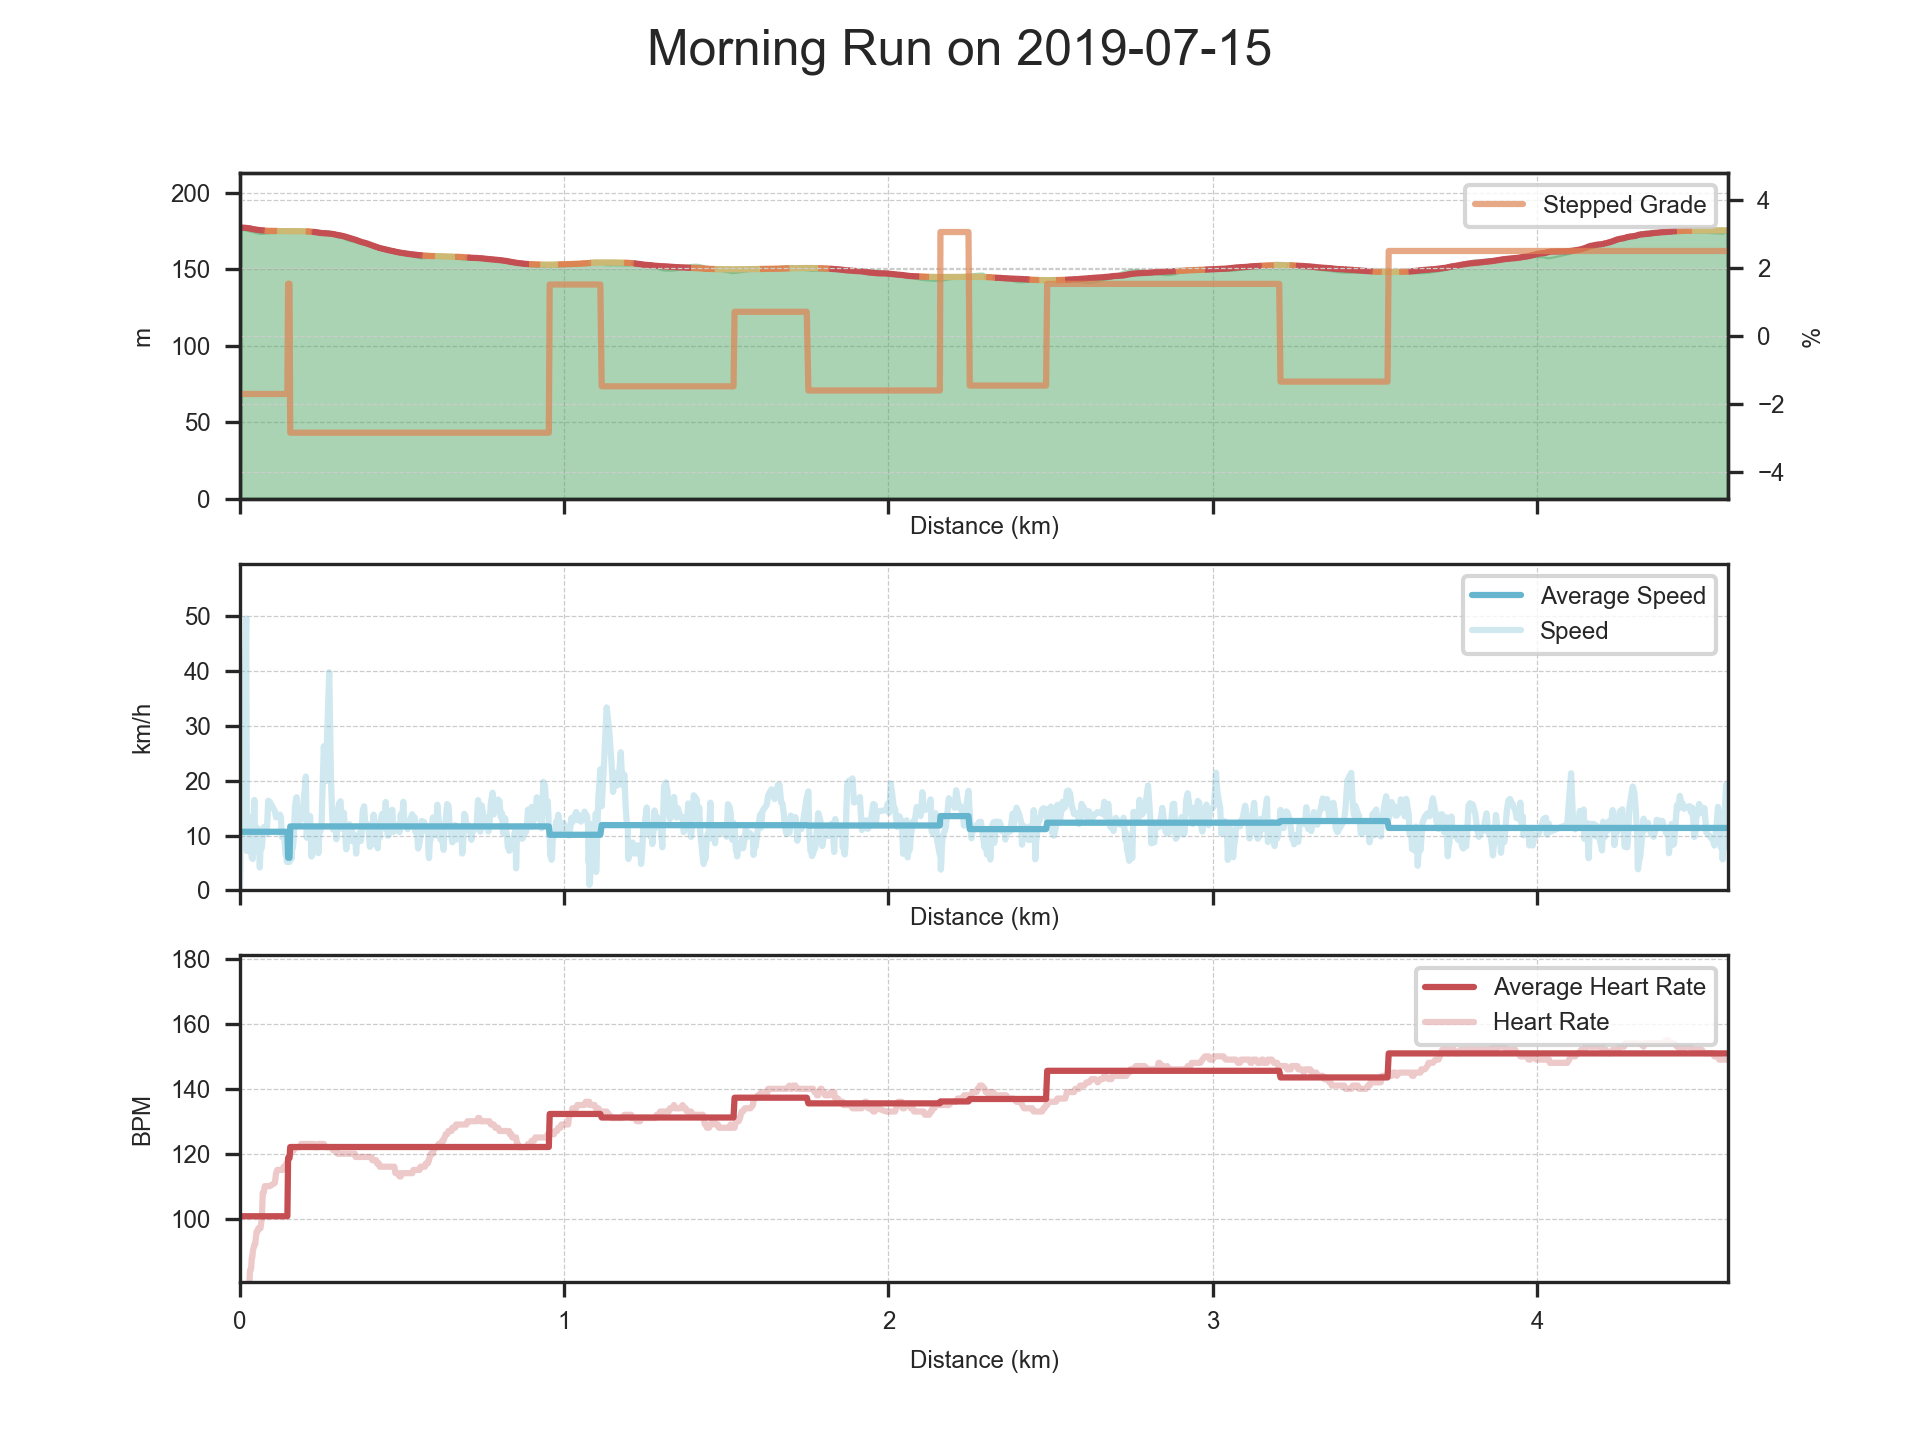 Morning Run on 2019-07-15
200
150
100
50
0
m
4
2
0
−2
−4
%
Stepped Grade
Distance (km)
50
40
30
20
10
0
km/h
Average Speed
Speed
Distance (km)
180
160
140
120
100
BPM
Average Heart Rate
Heart Rate
0 1 2 3 4
Distance (km)